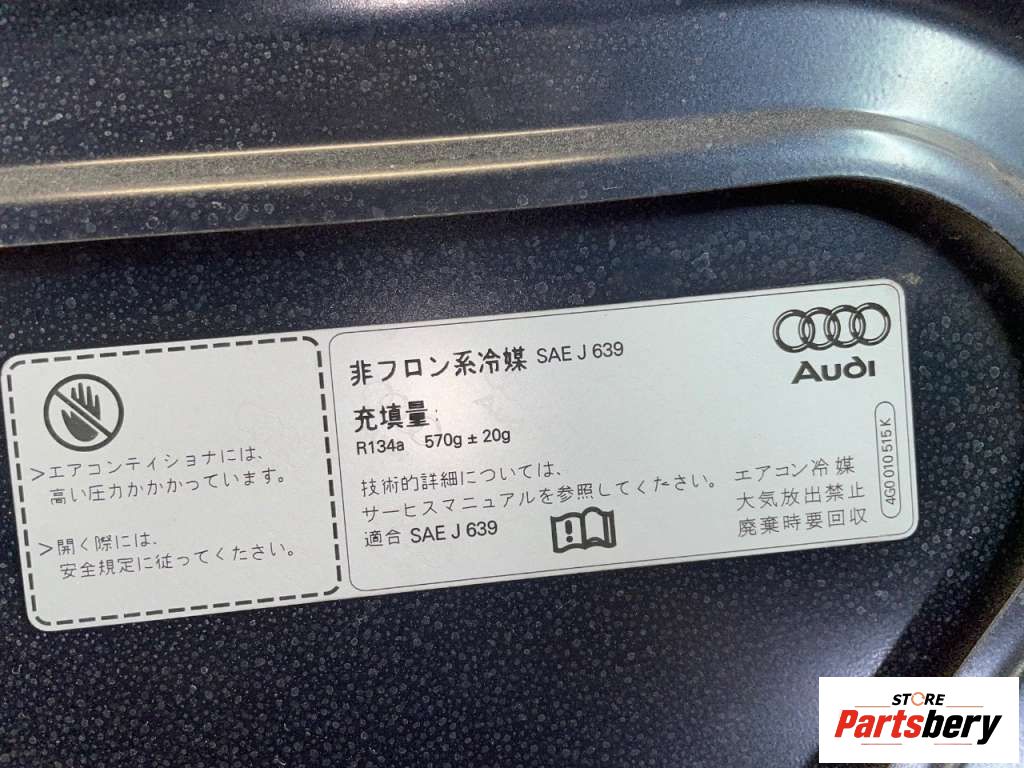 >エアコンディショナには、
高い圧力がかかっています。
>開く際には、
安全規定に従ってください。
非フロン系冷媒 SAE J 639
充填量:
R134a 570g ± 20g
技術的詳細については、
サービスマニュアルを参照してください。
適合 SAE J 639
Audi
エアコン冷媒
大気放出禁止
廃棄時要回収
4G0 010 515 K
STORE
Partsbery